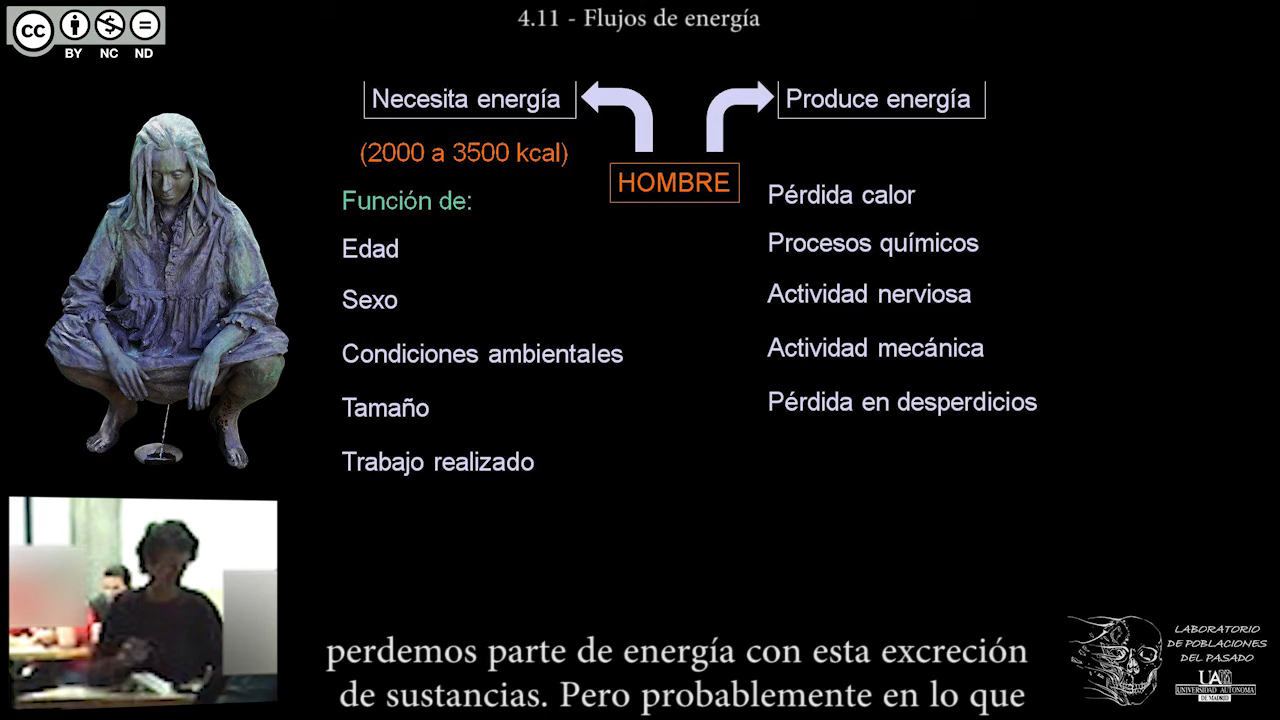 4.11 - Flujos de energía
CC
BY NC ND
Necesita energía
Produce energía
(2000 a 3500 kcal)
HOMBRE
Función de:
Edad
Sexo
Condiciones ambientales
Tamaño
Trabajo realizado
Pérdida calor
Procesos químicos
Actividad nerviosa
Actividad mecánica
Pérdida en desperdicios
perdemos parte de energía con esta excreción
de sustancias. Pero probablemente en lo que
LABORATORIO
DE POBLACIONES
DEL PASADO
UAM
UNIVERSIDAD AUTONOMA
DE MADRID